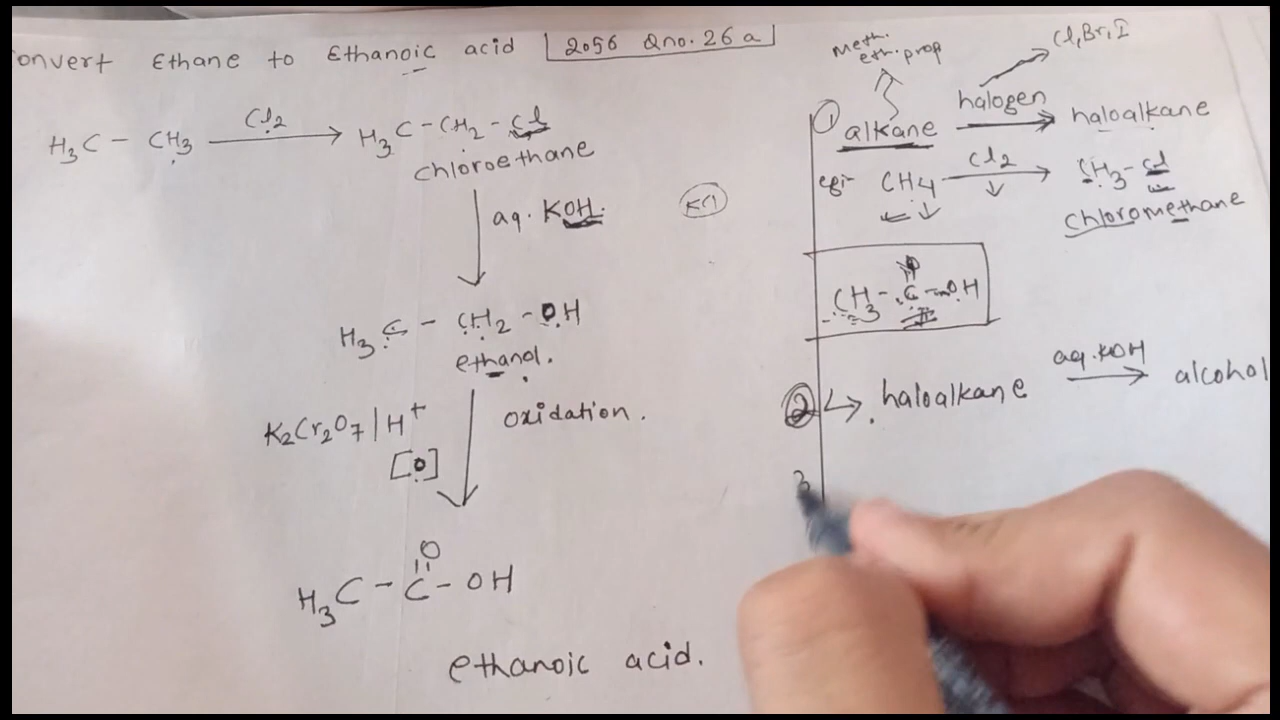 onvert Ethane to Ethanoic acid 2056 Qno. 26 a
H3C - CH3 Cl2 → H3C - CH2 - Cl
chloroethane
aq. KOH. KCl
H3C - CH2 - OH
ethanol.
K2Cr2O7 / H+ oxidation.
[O]
O
H3C - C - OH
ethanoic acid.
meth. Cl, Br, I
eth. prop
① alkane halogen → haloalkane
eg:- CH4 Cl2 → CH3 - Cl
chloromethane
O
CH3 - C - OH
② ↳ haloalkane aq. KOH → alcohol
3